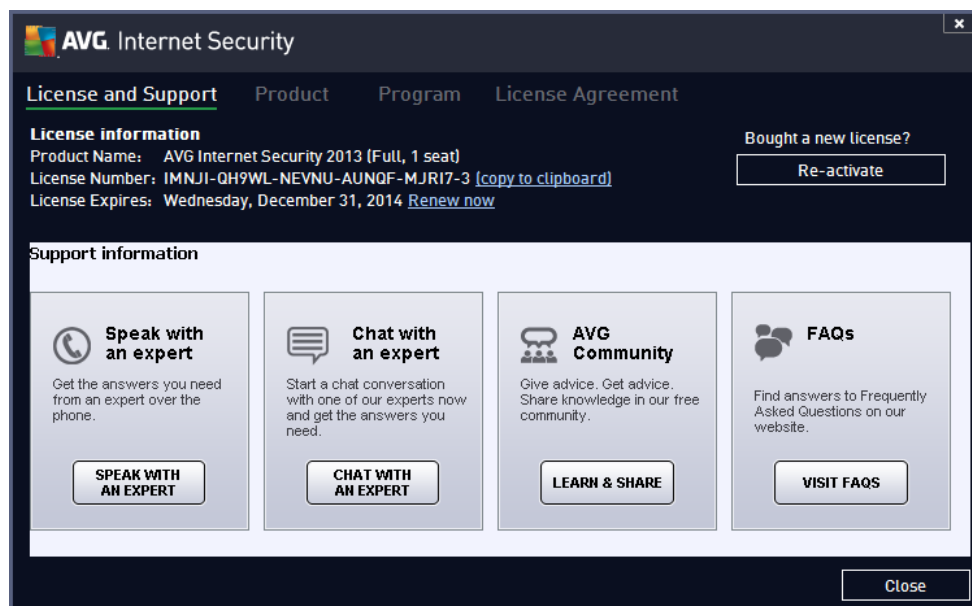 AVG. Internet Security
License and Support Product Program License Agreement
License information
Bought a new license?
Product Name: AVG Internet Security 2013 (Full, 1 seat)
Re-activate
License Number: IMNJI-QH9WL-NEVNU-AUNQF-MJRI7-3 (copy to clipboard)
License Expires: Wednesday, December 31, 2014 Renew now
Support information
Speak with
an expert
Get the answers you need
from an expert over the
phone.
SPEAK WITH
AN EXPERT
Chat with
an expert
Start a chat conversation
with one of our experts now
and get the answers you
need.
CHAT WITH
AN EXPERT
AVG
Community
Give advice. Get advice.
Share knowledge in our free
community.
LEARN & SHARE
FAQs
Find answers to Frequently
Asked Questions on our
website.
VISIT FAQS
Close